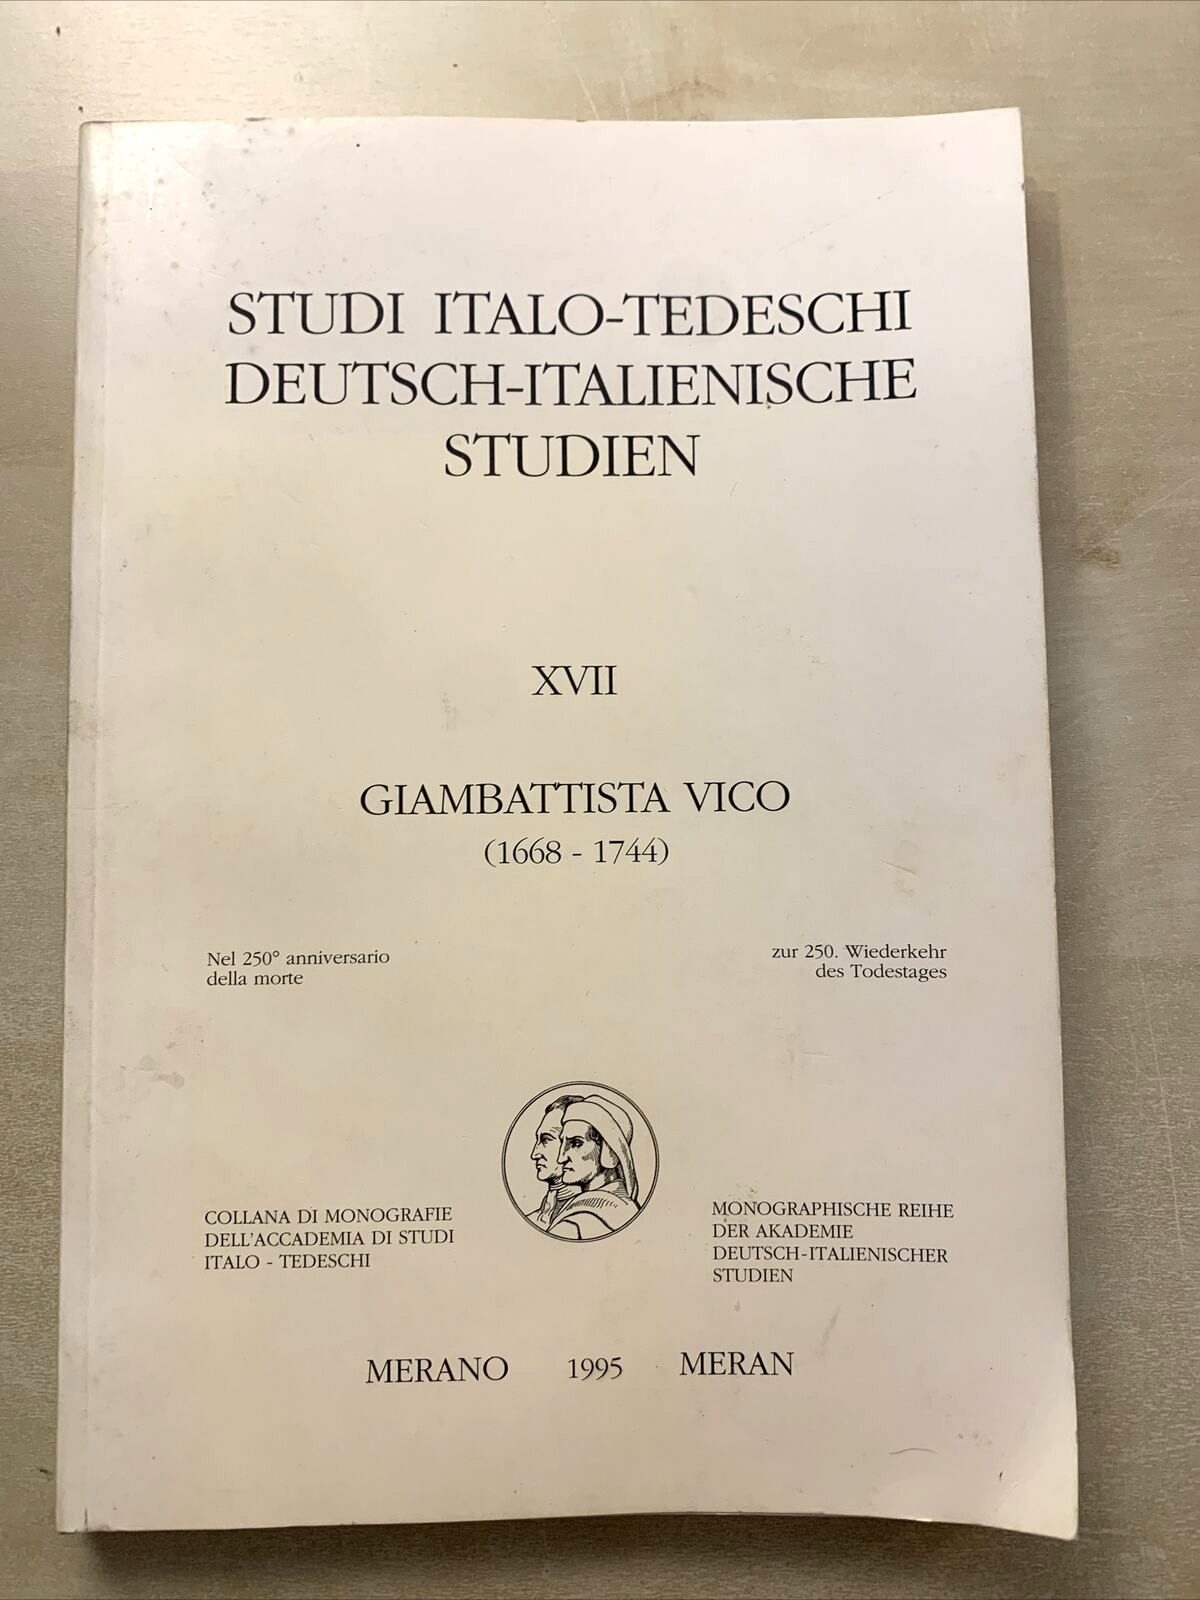 STUDI ITALO-TEDESCHI
DEUTSCH-ITALIENISCHE
STUDIEN
XVII
GIAMBATTISTA VICO
(1668 - 1744)
Nel 250° anniversario
della morte
zur 250. Wiederkehr
des Todestages
COLLANA DI MONOGRAFIE
DELL'ACCADEMIA DI STUDI
ITALO - TEDESCHI
MONOGRAPHISCHE REIHE
DER AKADEMIE
DEUTSCH-ITALIENISCHER
STUDIEN
MERANO 1995 MERAN